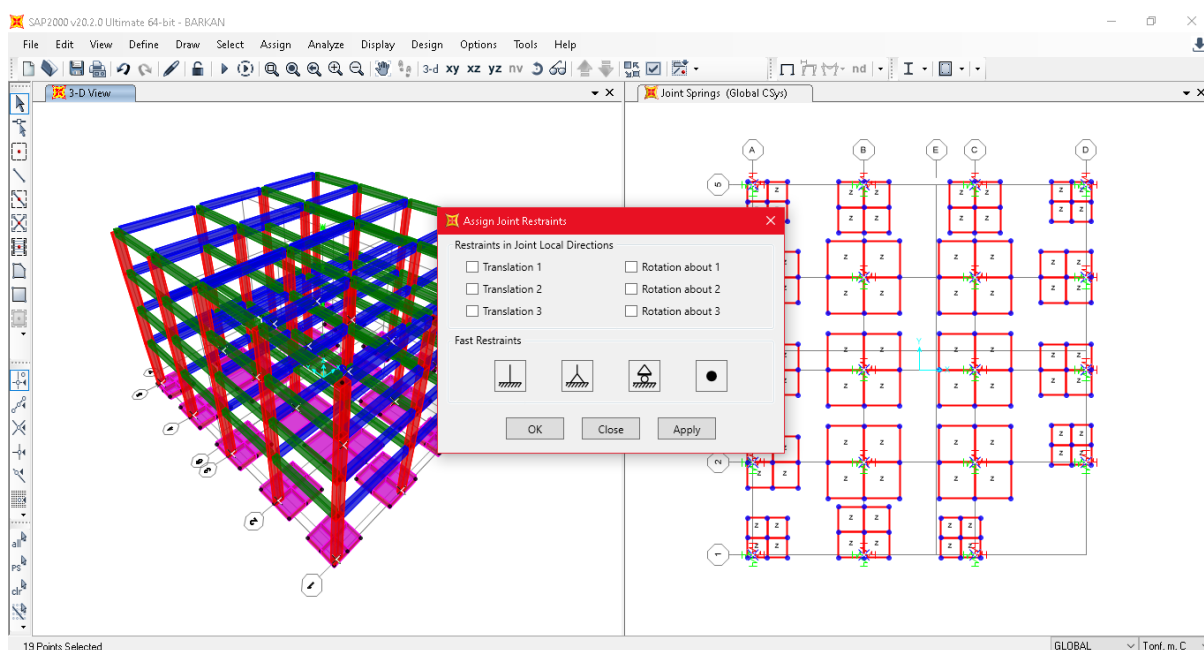 SAP2000 v20.2.0 Ultimate 64-bit - BARKAN
File Edit View Define Draw Select Assign Analyze Display Design Options Tools Help
3-d xy xz yz nv nd
3-D View
Joint Springs (Global CSys)
A B E C D
5
z z z z z z z z
z z z z z z z z
Assign Joint Restraints
Restraints in Joint Local Directions
Translation 1 Rotation about 1
Translation 2 Rotation about 2
Translation 3 Rotation about 3
Fast Restraints
OK Close Apply
Y
2
1
all
PS
clr
19 Points Selected
GLOBAL Tonf, m, C